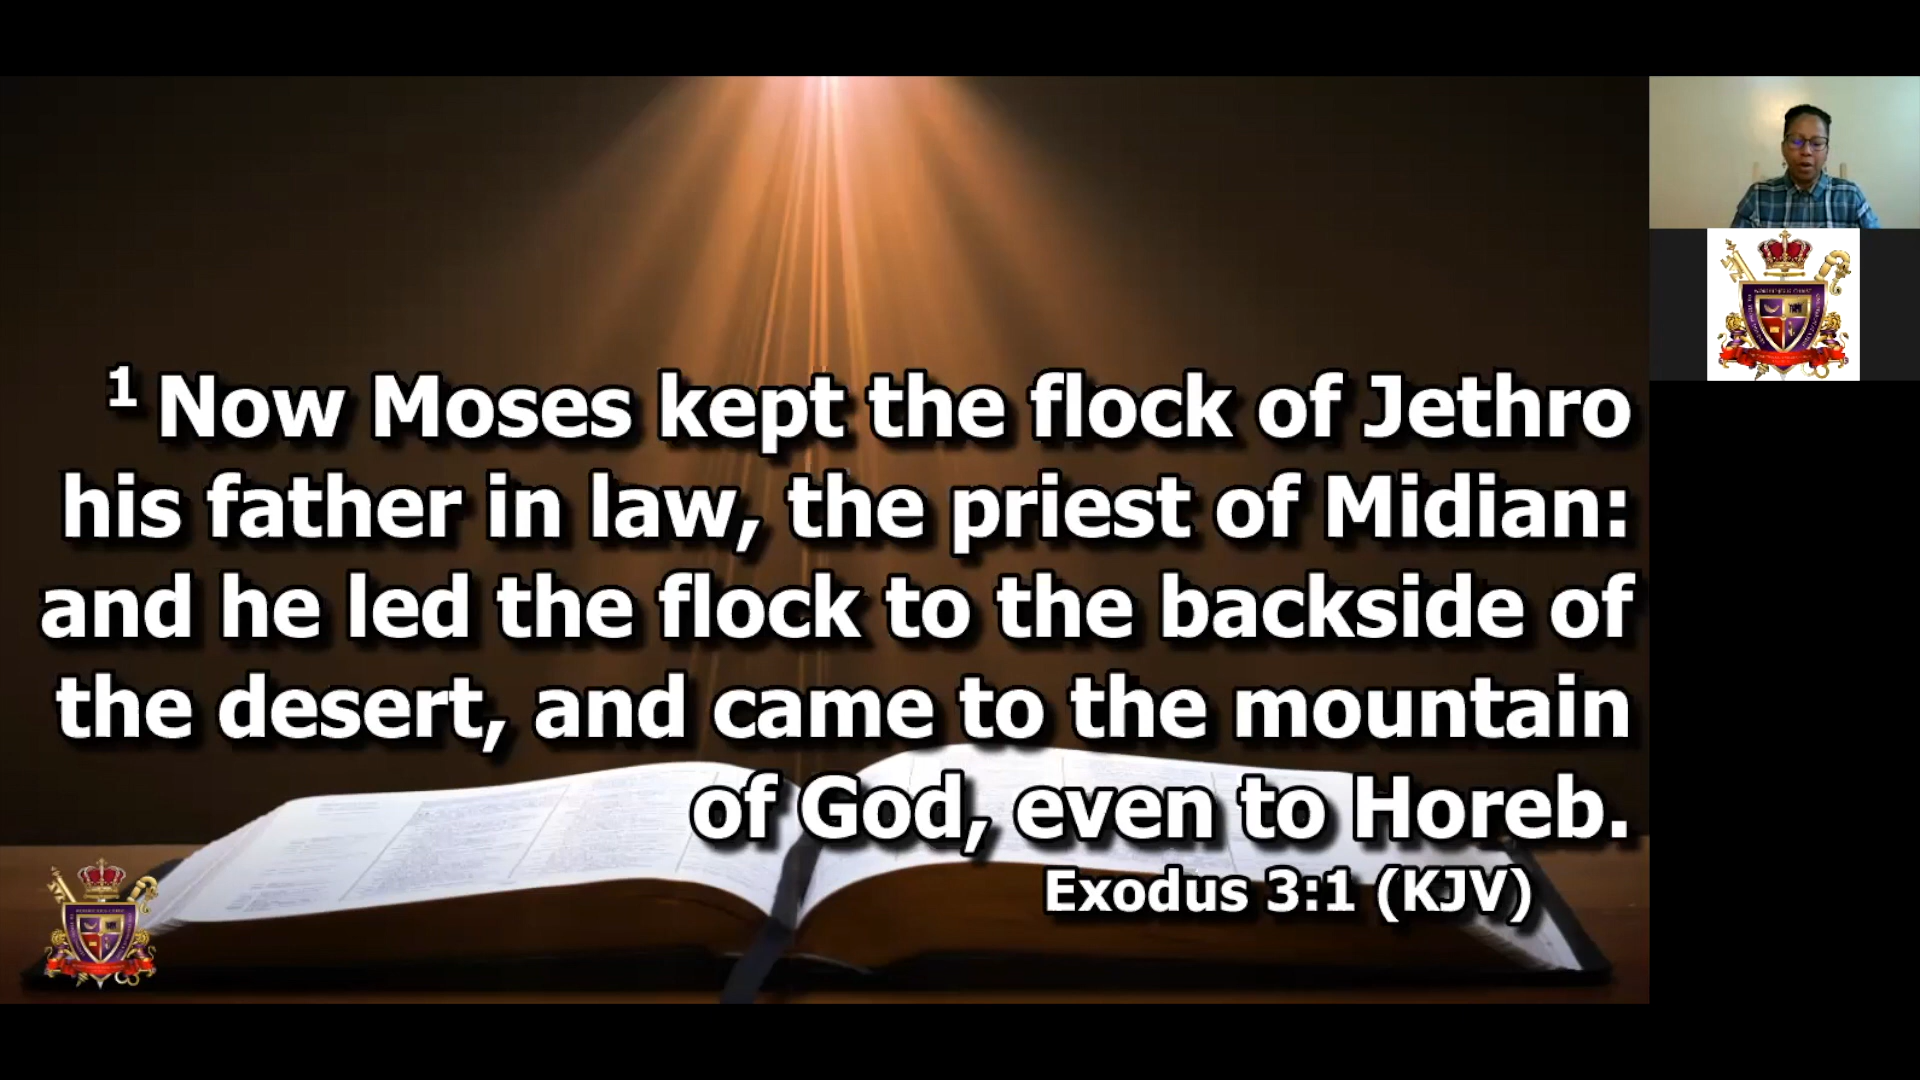 1 Now Moses kept the flock of Jethro
his father in law, the priest of Midian:
and he led the flock to the backside of
the desert, and came to the mountain
of God, even to Horeb.
Exodus 3:1 (KJV)